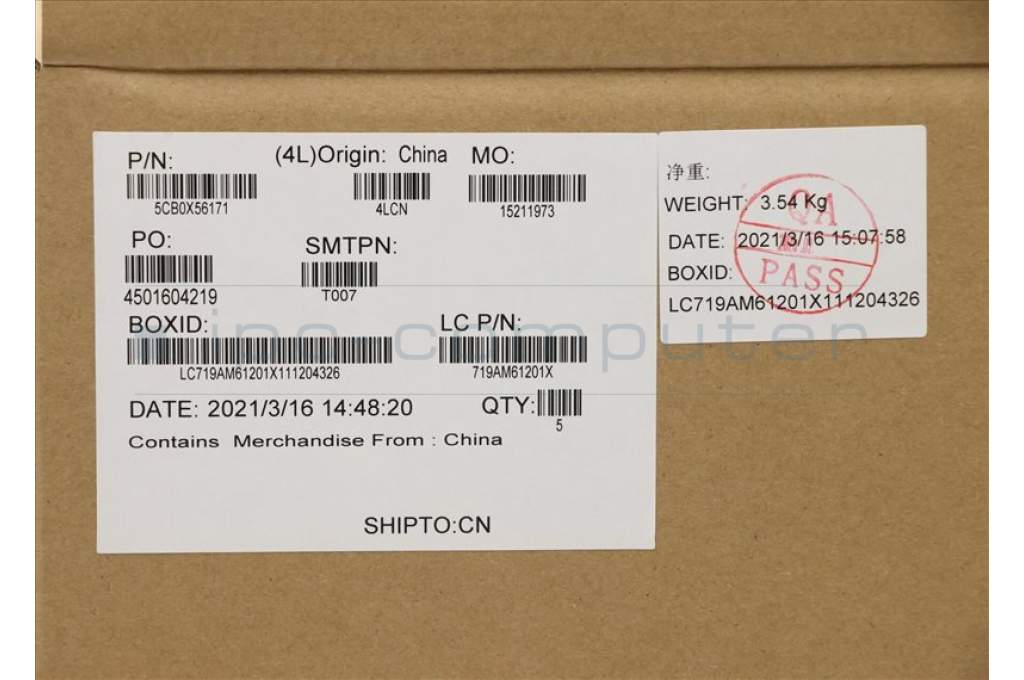 P/N: (4L)Origin: China MO:
5CB0X56171 4LCN 15211973
PO: SMTPN:
4501604219 T007
BOXID: LC P/N:
LC719AM61201X111204326 719AM61201X
DATE: 2021/3/16 14:48:20 QTY:
5
Contains Merchandise From : China
SHIPTO:CN
净重:
WEIGHT: 3.54 Kg
DATE: 2021/3/16 15:07:58
BOXID:
LC719AM61201X111204326
QA
PASS
ipc-computer